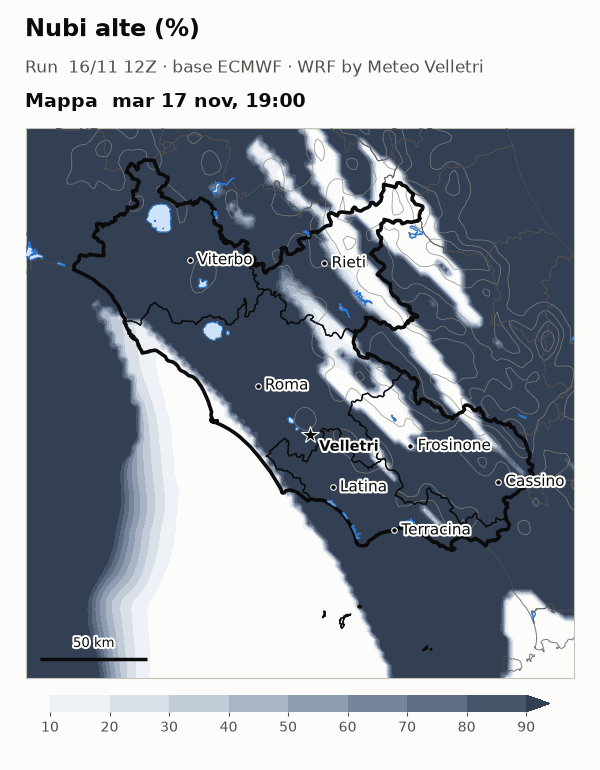 Nubi alte (%)
Run 16/11 12Z · base ECMWF · WRF by Meteo Velletri
Mappa mar 17 nov, 19:00
Viterbo
Rieti
Roma
Velletri
Frosinone
Cassino
Latina
Terracina
50 km
10 20 30 40 50 60 70 80 90